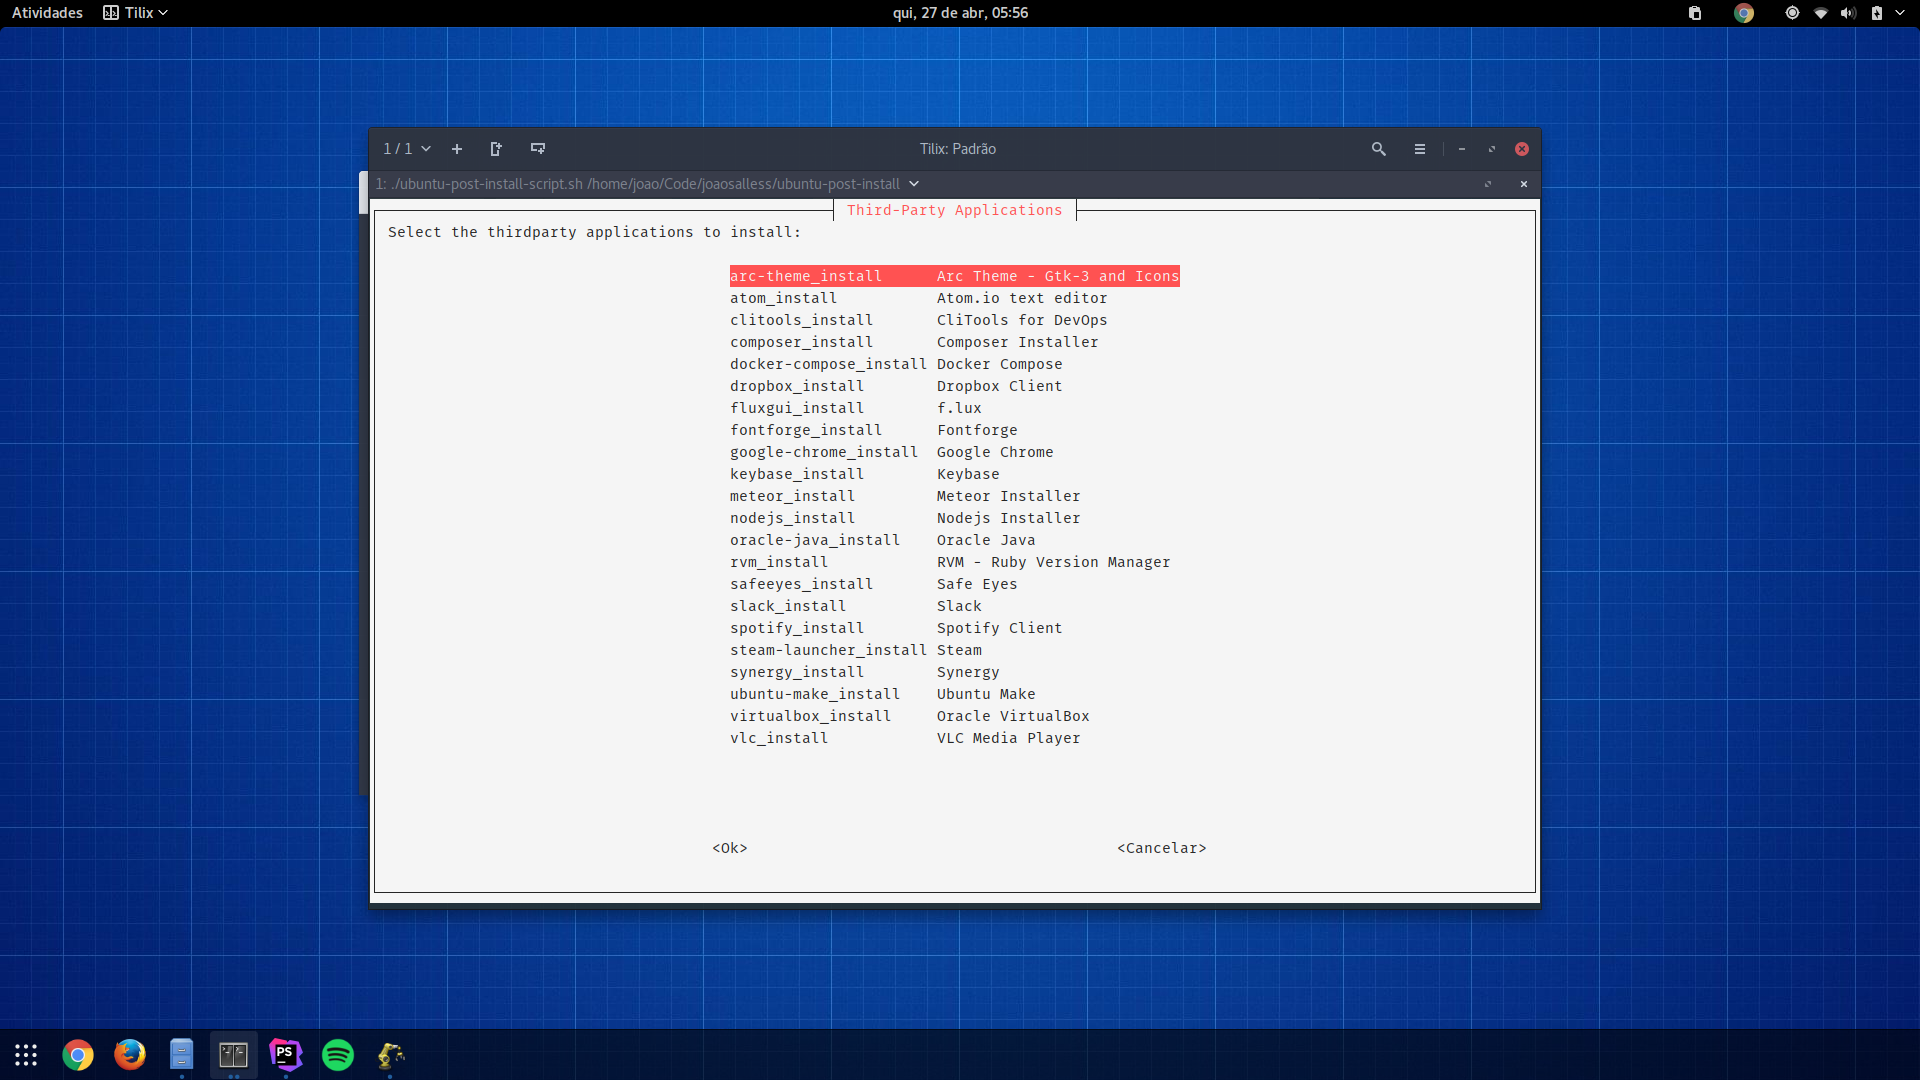 Atividades Tilix qui, 27 de abr, 05:56
1 / 1 Tilix: Padrão
1: ./ubuntu-post-install-script.sh /home/joao/Code/joaosalless/ubuntu-post-install
Third-Party Applications
Select the thirdparty applications to install:
arc-theme_install Arc Theme - Gtk-3 and Icons
atom_install Atom.io text editor
clitools_install CliTools for DevOps
composer_install Composer Installer
docker-compose_install Docker Compose
dropbox_install Dropbox Client
fluxgui_install f.lux
fontforge_install Fontforge
google-chrome_install Google Chrome
keybase_install Keybase
meteor_install Meteor Installer
nodejs_install Nodejs Installer
oracle-java_install Oracle Java
rvm_install RVM - Ruby Version Manager
safeeyes_install Safe Eyes
slack_install Slack
spotify_install Spotify Client
steam-launcher_install Steam
synergy_install Synergy
ubuntu-make_install Ubuntu Make
virtualbox_install Oracle VirtualBox
vlc_install VLC Media Player
<Ok> <Cancelar>
PS